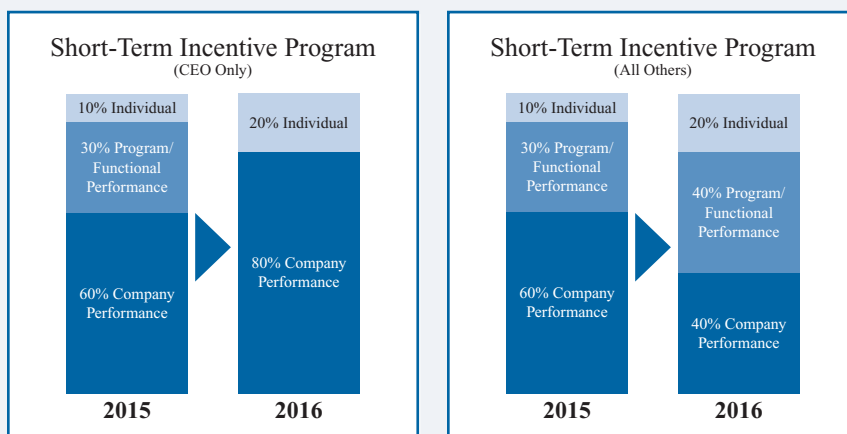 Short-Term Incentive Program
(CEO Only)
10% Individual
30% Program/
Functional
Performance
60% Company
Performance
2015
20% Individual
80% Company
Performance
2016
Short-Term Incentive Program
(All Others)
10% Individual
30% Program/
Functional
Performance
60% Company
Performance
2015
20% Individual
40% Program/
Functional
Performance
40% Company
Performance
2016